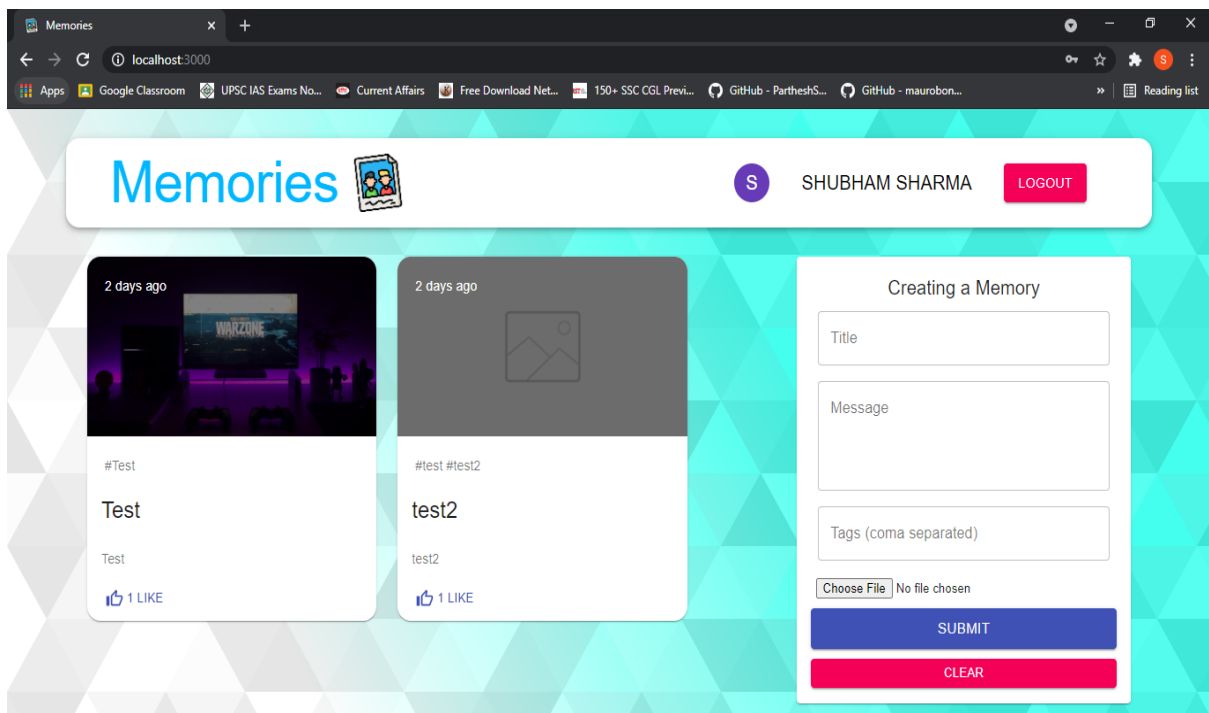 Memories
localhost:3000
S
Apps
Google Classroom
UPSC IAS Exams No...
Current Affairs
Free Download Net...
150+ SSC CGL Previ...
GitHub - PartheshS...
GitHub - maurobon...
»
Reading list
Memories
S
SHUBHAM SHARMA
LOGOUT
2 days ago
WARZONE
#Test
Test
Test
1 LIKE
2 days ago
#test #test2
test2
test2
1 LIKE
Creating a Memory
Title
Message
Tags (coma separated)
Choose File No file chosen
SUBMIT
CLEAR